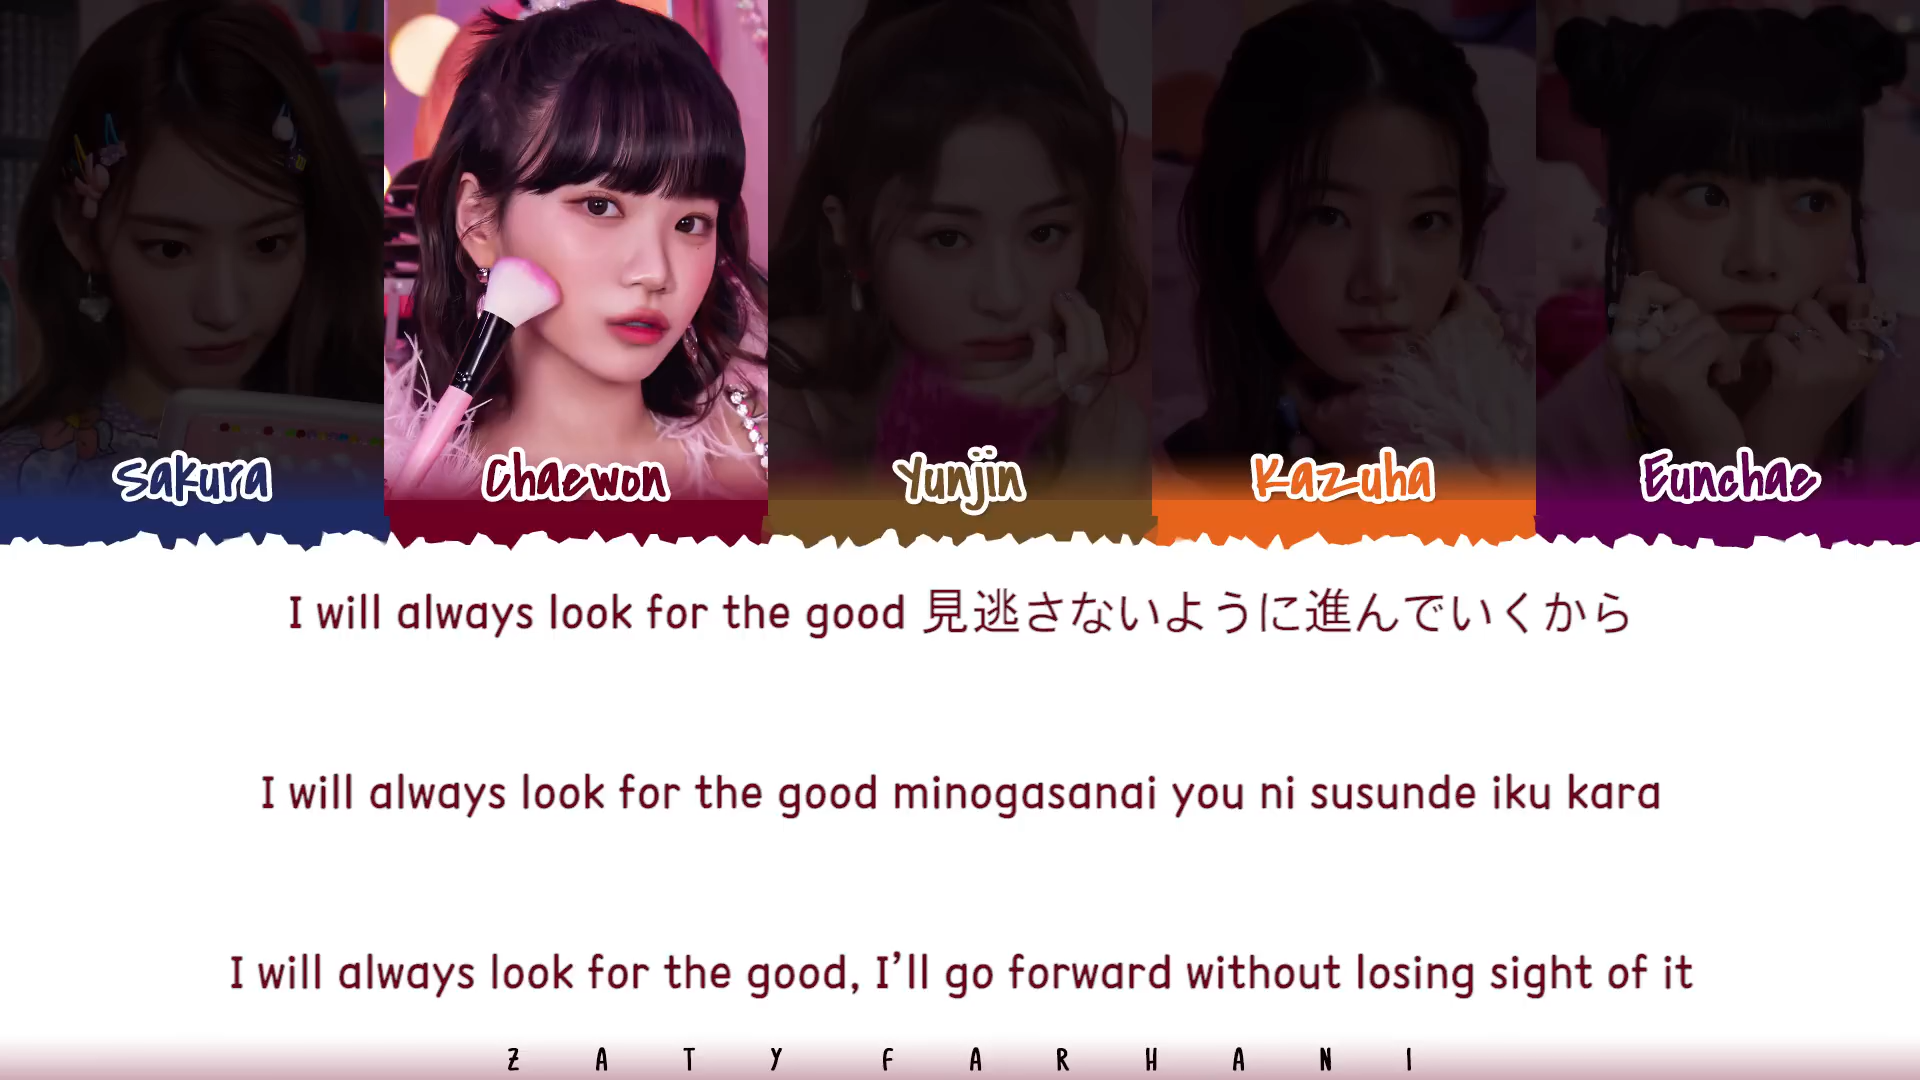 Sakura
Chaewon
Yunjin
Kazuha
Eunchae
I will always look for the good 見逃さないように進んでいくから
I will always look for the good minogasanai you ni susunde iku kara
I will always look for the good, I’ll go forward without losing sight of it
ZATY FARHANI